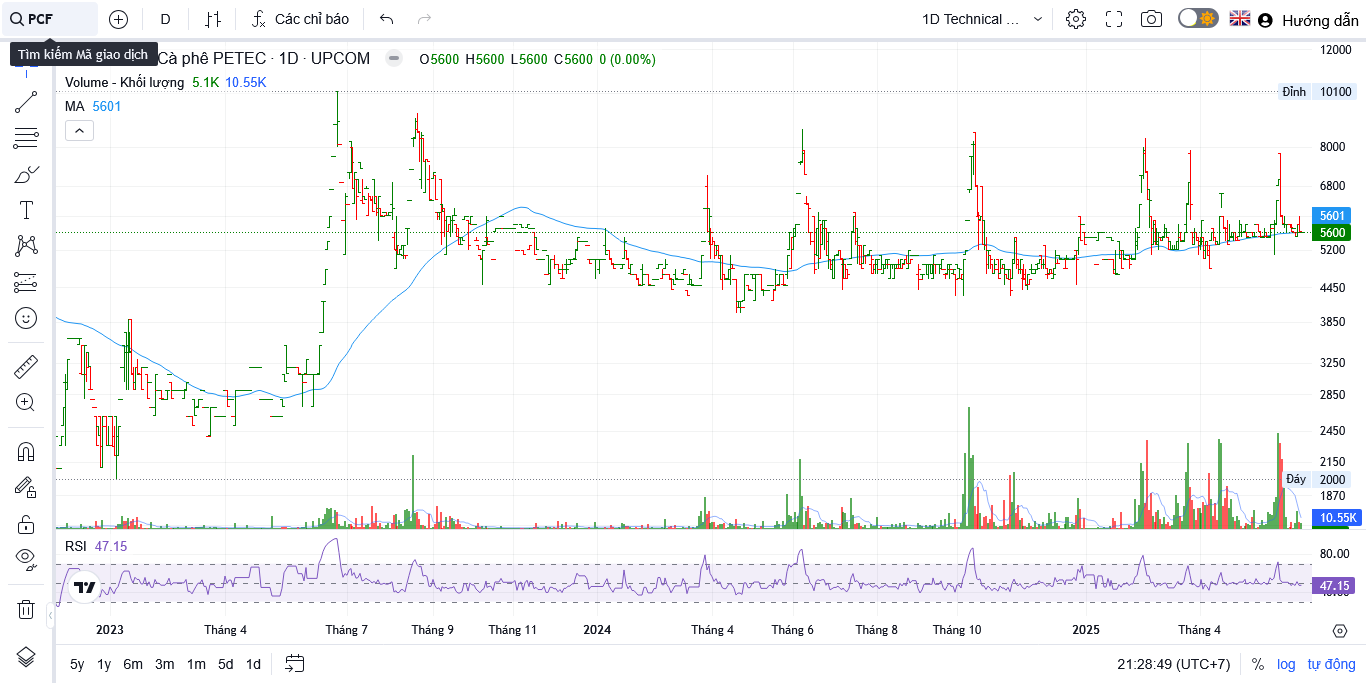 PCF
D
Các chỉ báo
1D Technical ...
Hướng dẫn
Tìm kiếm Mã giao dịch
Cà phê PETEC · 1D · UPCOM
O5600 H5600 L5600 C5600 0 (0.00%)
Volume - Khối lượng 5.1K 10.55K
MA 5601
12000
Đỉnh 10100
8000
6800
5601
5600
5200
4450
3850
3250
2850
2450
2150
Đáy 2000
1870
10.55K
RSI 47.15
80.00
47.15
2023 Tháng 4 Tháng 7 Tháng 9 Tháng 11 2024 Tháng 4 Tháng 6 Tháng 8 Tháng 10 2025 Tháng 4
5y 1y 6m 3m 1m 5d 1d
21:28:49 (UTC+7) % log tự động